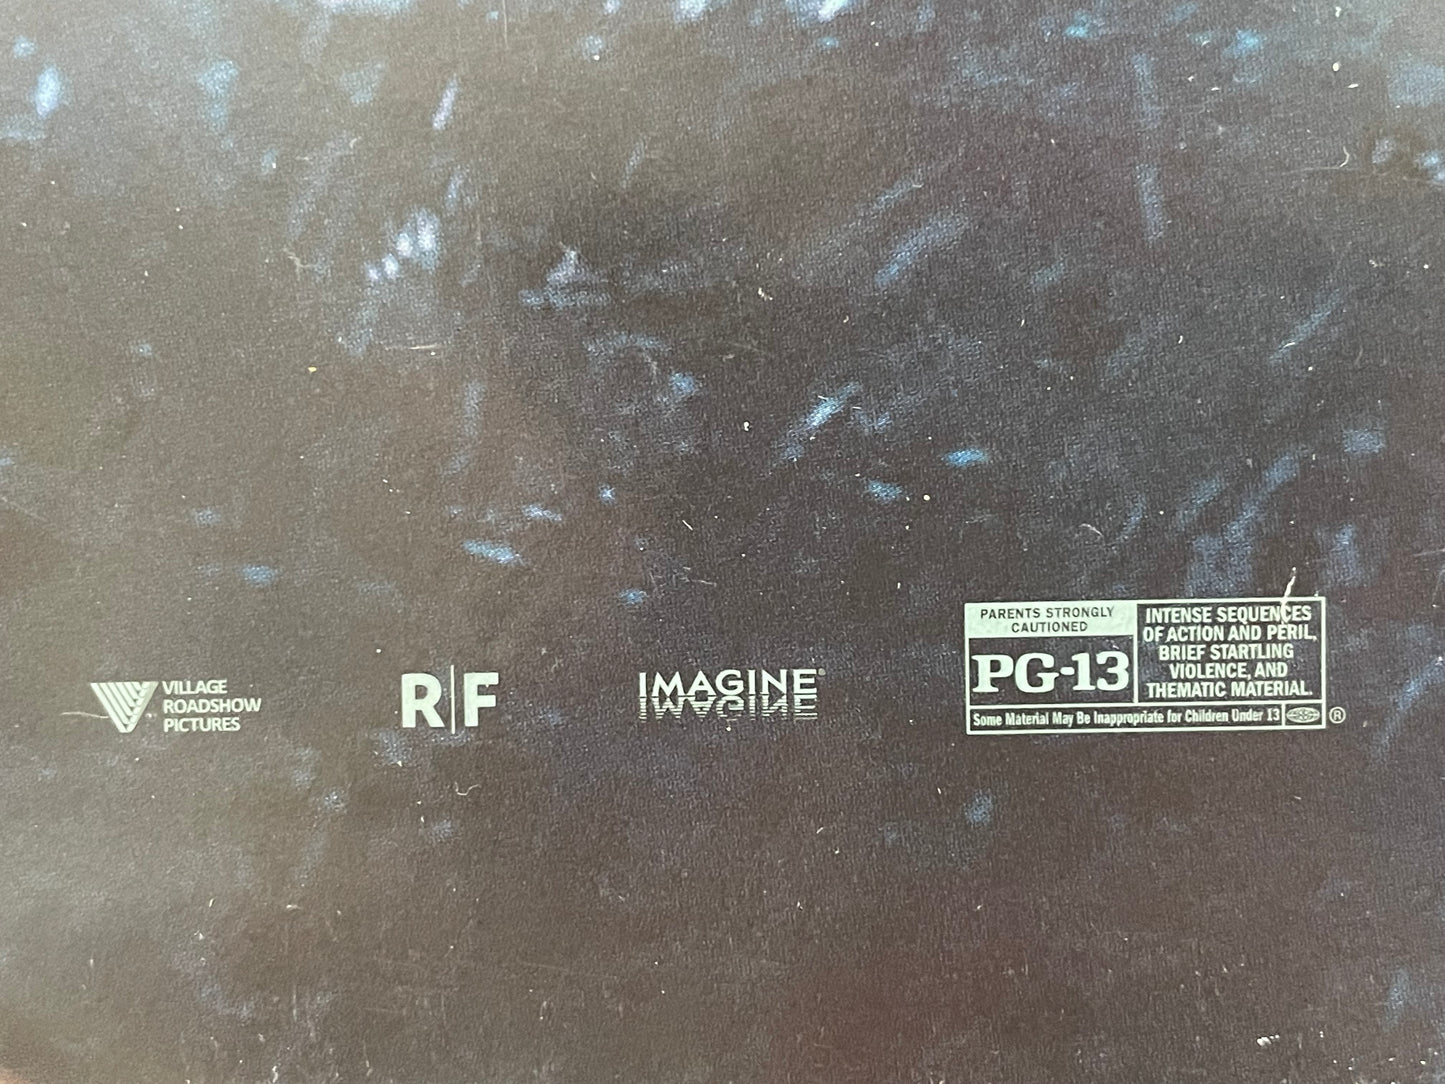 VILLAGE
ROADSHOW
PICTURES
R|F
IMAGINE®
IMAGINE
PARENTS STRONGLY
CAUTIONED
PG-13
INTENSE SEQUENCES
OF ACTION AND PERIL,
BRIEF STARTLING
VIOLENCE, AND
THEMATIC MATERIAL.
Some Material May Be Inappropriate for Children Under 13
®